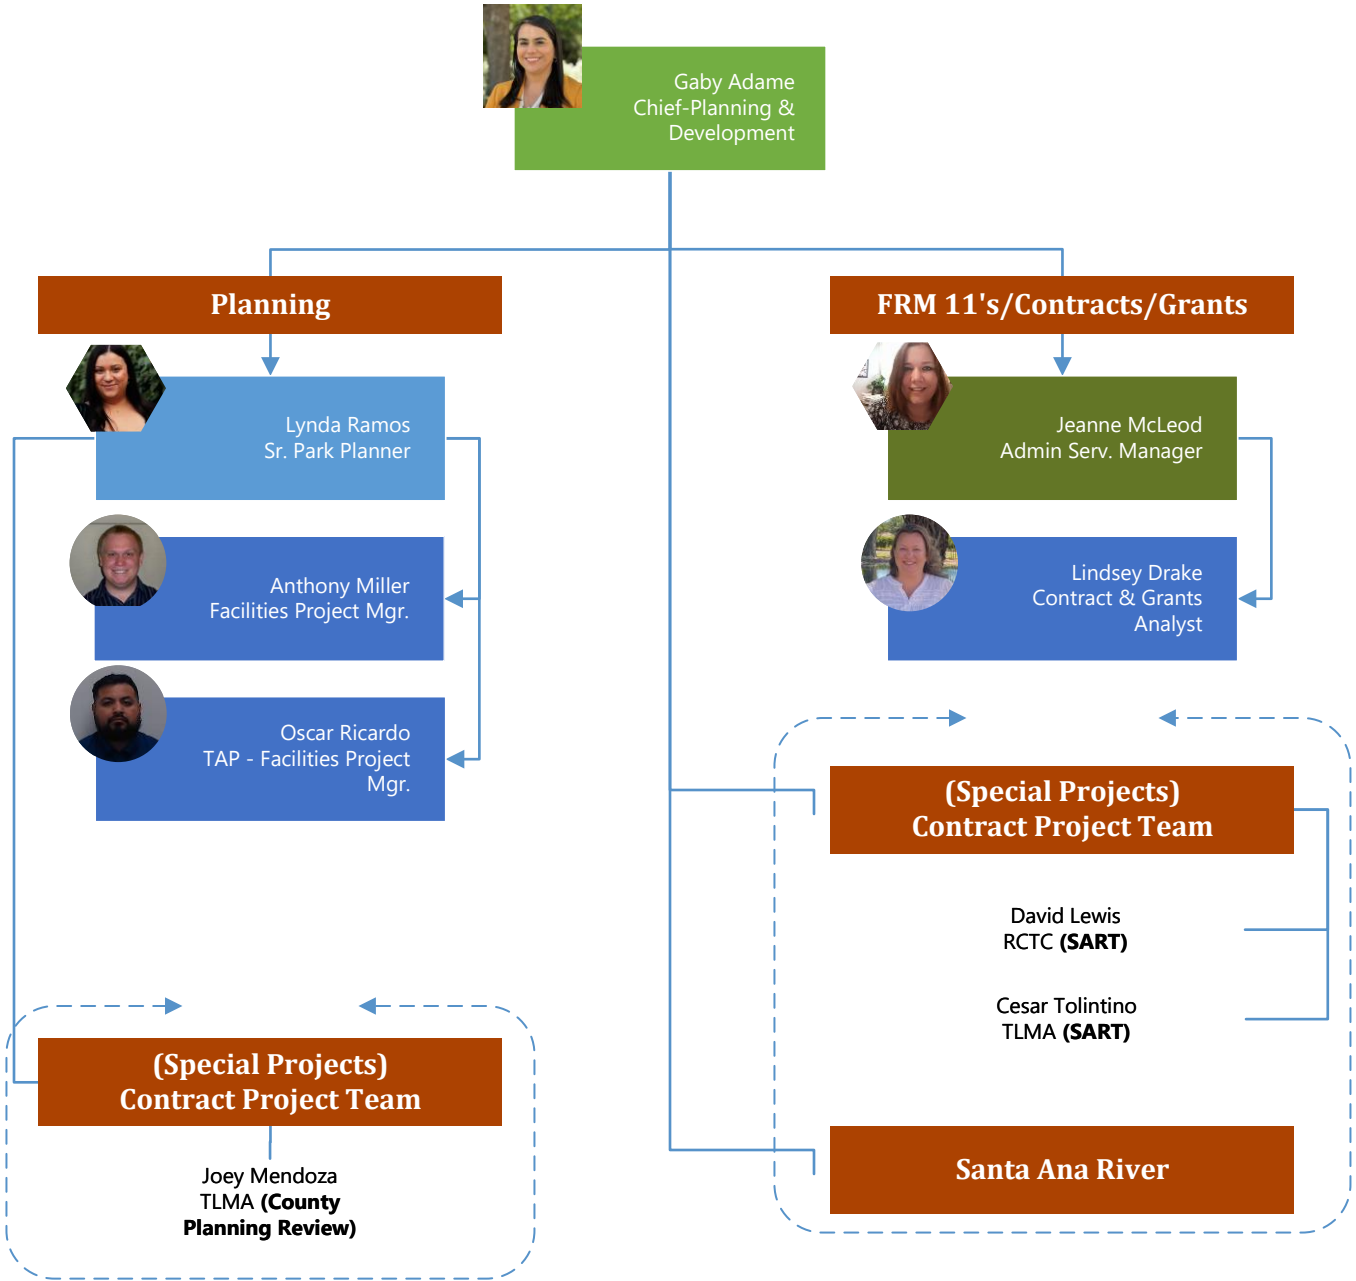 Gaby Adame
Chief-Planning &
Development
Planning
Lynda Ramos
Sr. Park Planner
Anthony Miller
Facilities Project Mgr.
Oscar Ricardo
TAP - Facilities Project
Mgr.
(Special Projects)
Contract Project Team
Joey Mendoza
TLMA (County
Planning Review)
FRM 11's/Contracts/Grants
Jeanne McLeod
Admin Serv. Manager
Lindsey Drake
Contract & Grants
Analyst
(Special Projects)
Contract Project Team
David Lewis
RCTC (SART)
Cesar Tolintino
TLMA (SART)
Santa Ana River